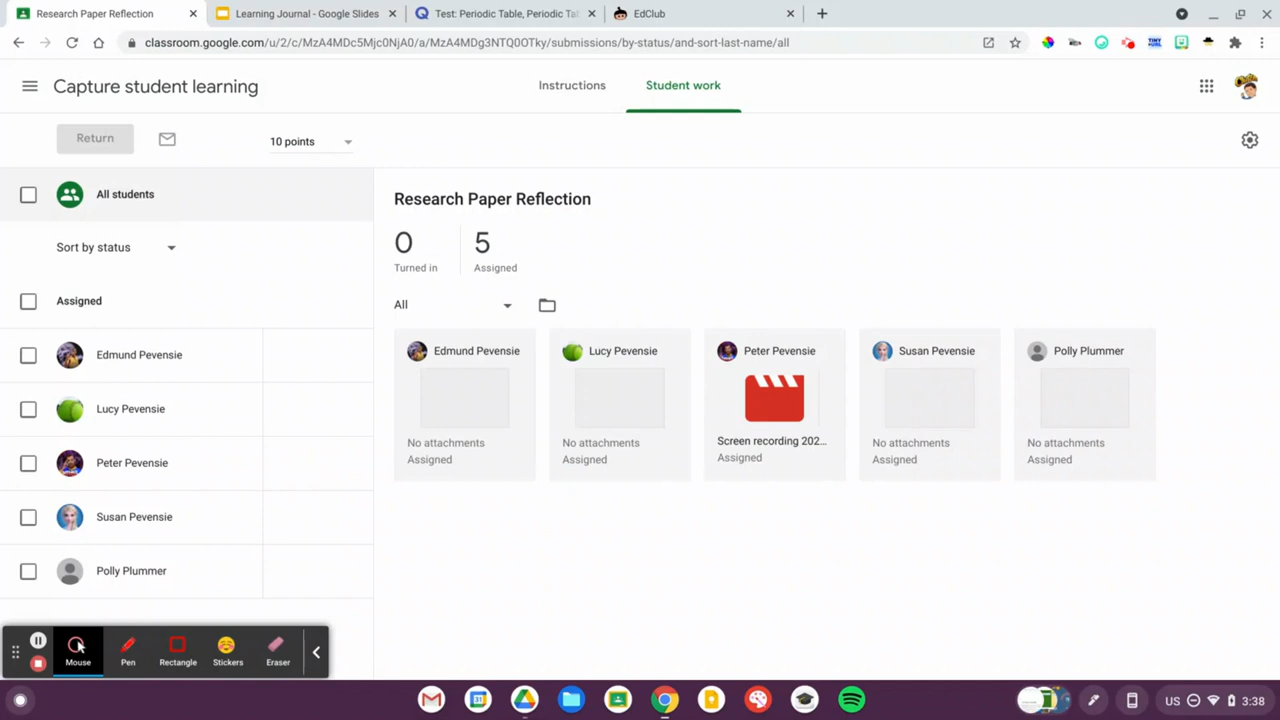 Research Paper Reflection
Learning Journal - Google Slides
Test: Periodic Table, Periodic Ta
EdClub
classroom.google.com/u/2/c/MzA4MDc5Mjc0NjA0/a/MzA4MDg3NTQ0OTky/submissions/by-status/and-sort-last-name/all
Capture student learning
Instructions
Student work
Return
10 points
All students
Sort by status
Assigned
Edmund Pevensie
Lucy Pevensie
Peter Pevensie
Susan Pevensie
Polly Plummer
Research Paper Reflection
0
Turned in
5
Assigned
All
Edmund Pevensie
No attachments
Assigned
Lucy Pevensie
No attachments
Assigned
Peter Pevensie
Screen recording 202...
Assigned
Susan Pevensie
No attachments
Assigned
Polly Plummer
No attachments
Assigned
Mouse
Pen
Rectangle
Stickers
Eraser
US
3:38